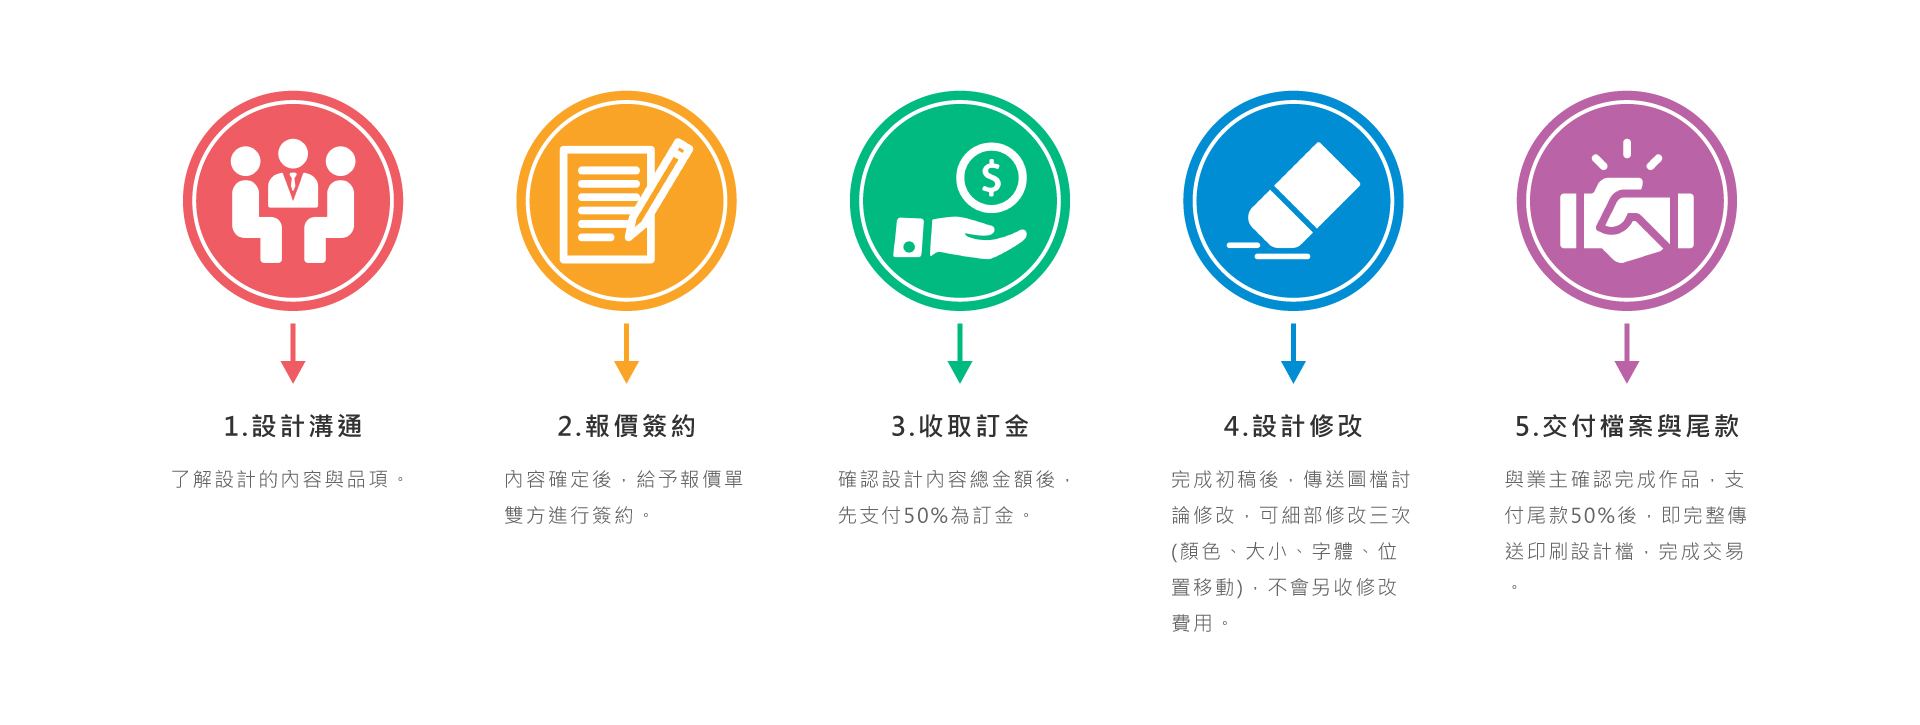 $
1.設計溝通
了解設計的內容與品項。
2.報價簽約
內容確定後，給予報價單
雙方進行簽約。
3.收取訂金
確認設計內容總金額後，
先支付50%為訂金。
4.設計修改
完成初稿後，傳送圖檔討
論修改，可細部修改三次
(顏色、大小、字體、位
置移動)，不會另收修改
費用。
5.交付檔案與尾款
與業主確認完成作品，支
付尾款50%後，即完整傳
送印刷設計檔，完成交易
。